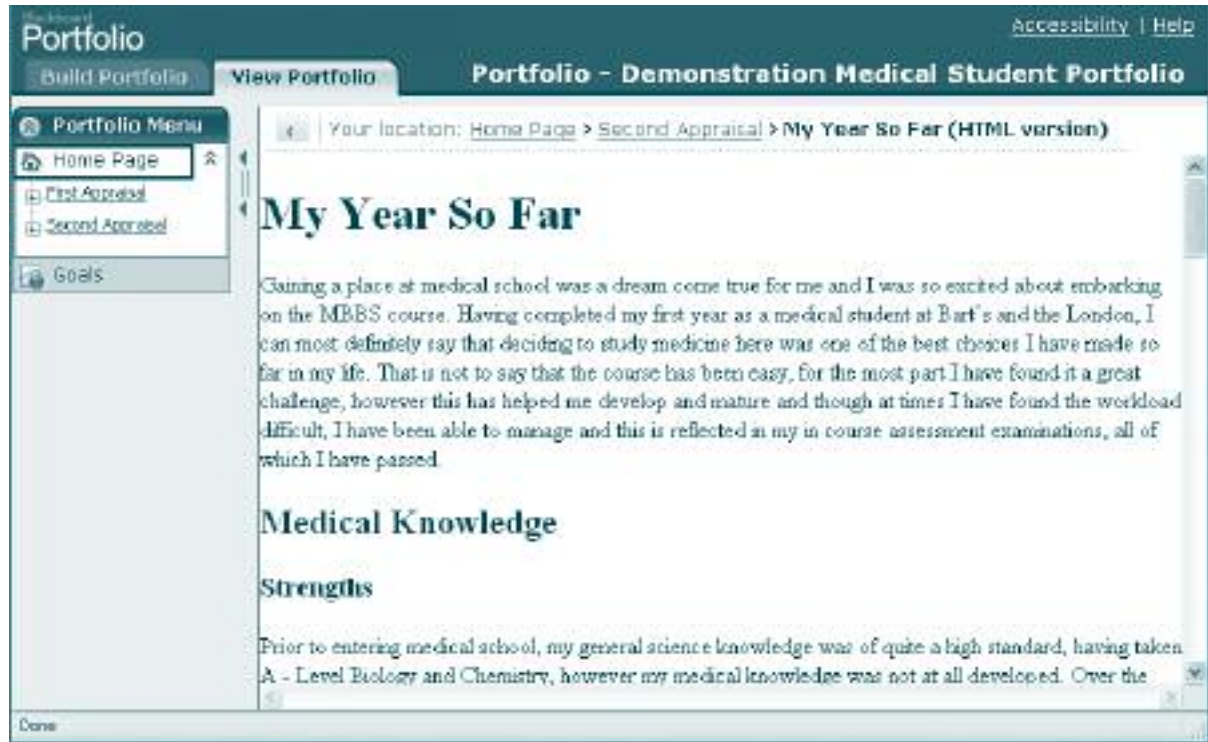 Portfolio
Accessibility | Help
Build Portfolio
View Portfolio
Portfolio - Demonstration Medical Student Portfolio
Portfolio Menu
Home Page
First Appraisal
Second Appraisal
Goals
Your location: Home Page > Second Appraisal > My Year So Far (HTML version)
My Year So Far
Gaining a place at medical school was a dream come true for me and I was so excited about embarking
on the MBBS course. Having completed my first year as a medical student at Bart's and the London, I
can most definitely say that deciding to study medicine here was one of the best choices I have made so
far in my life. That is not to say that the course has been easy, for the most part I have found it a great
challenge, however this has helped me develop and mature and though at times I have found the workload
difficult, I have been able to manage and this is reflected in my in course assessment examinations, all of
which I have passed.
Medical Knowledge
Strengths
Prior to entering medical school, my general science knowledge was of quite a high standard, having taken
A - Level Biology and Chemistry, however my medical knowledge was not at all developed. Over the
Done